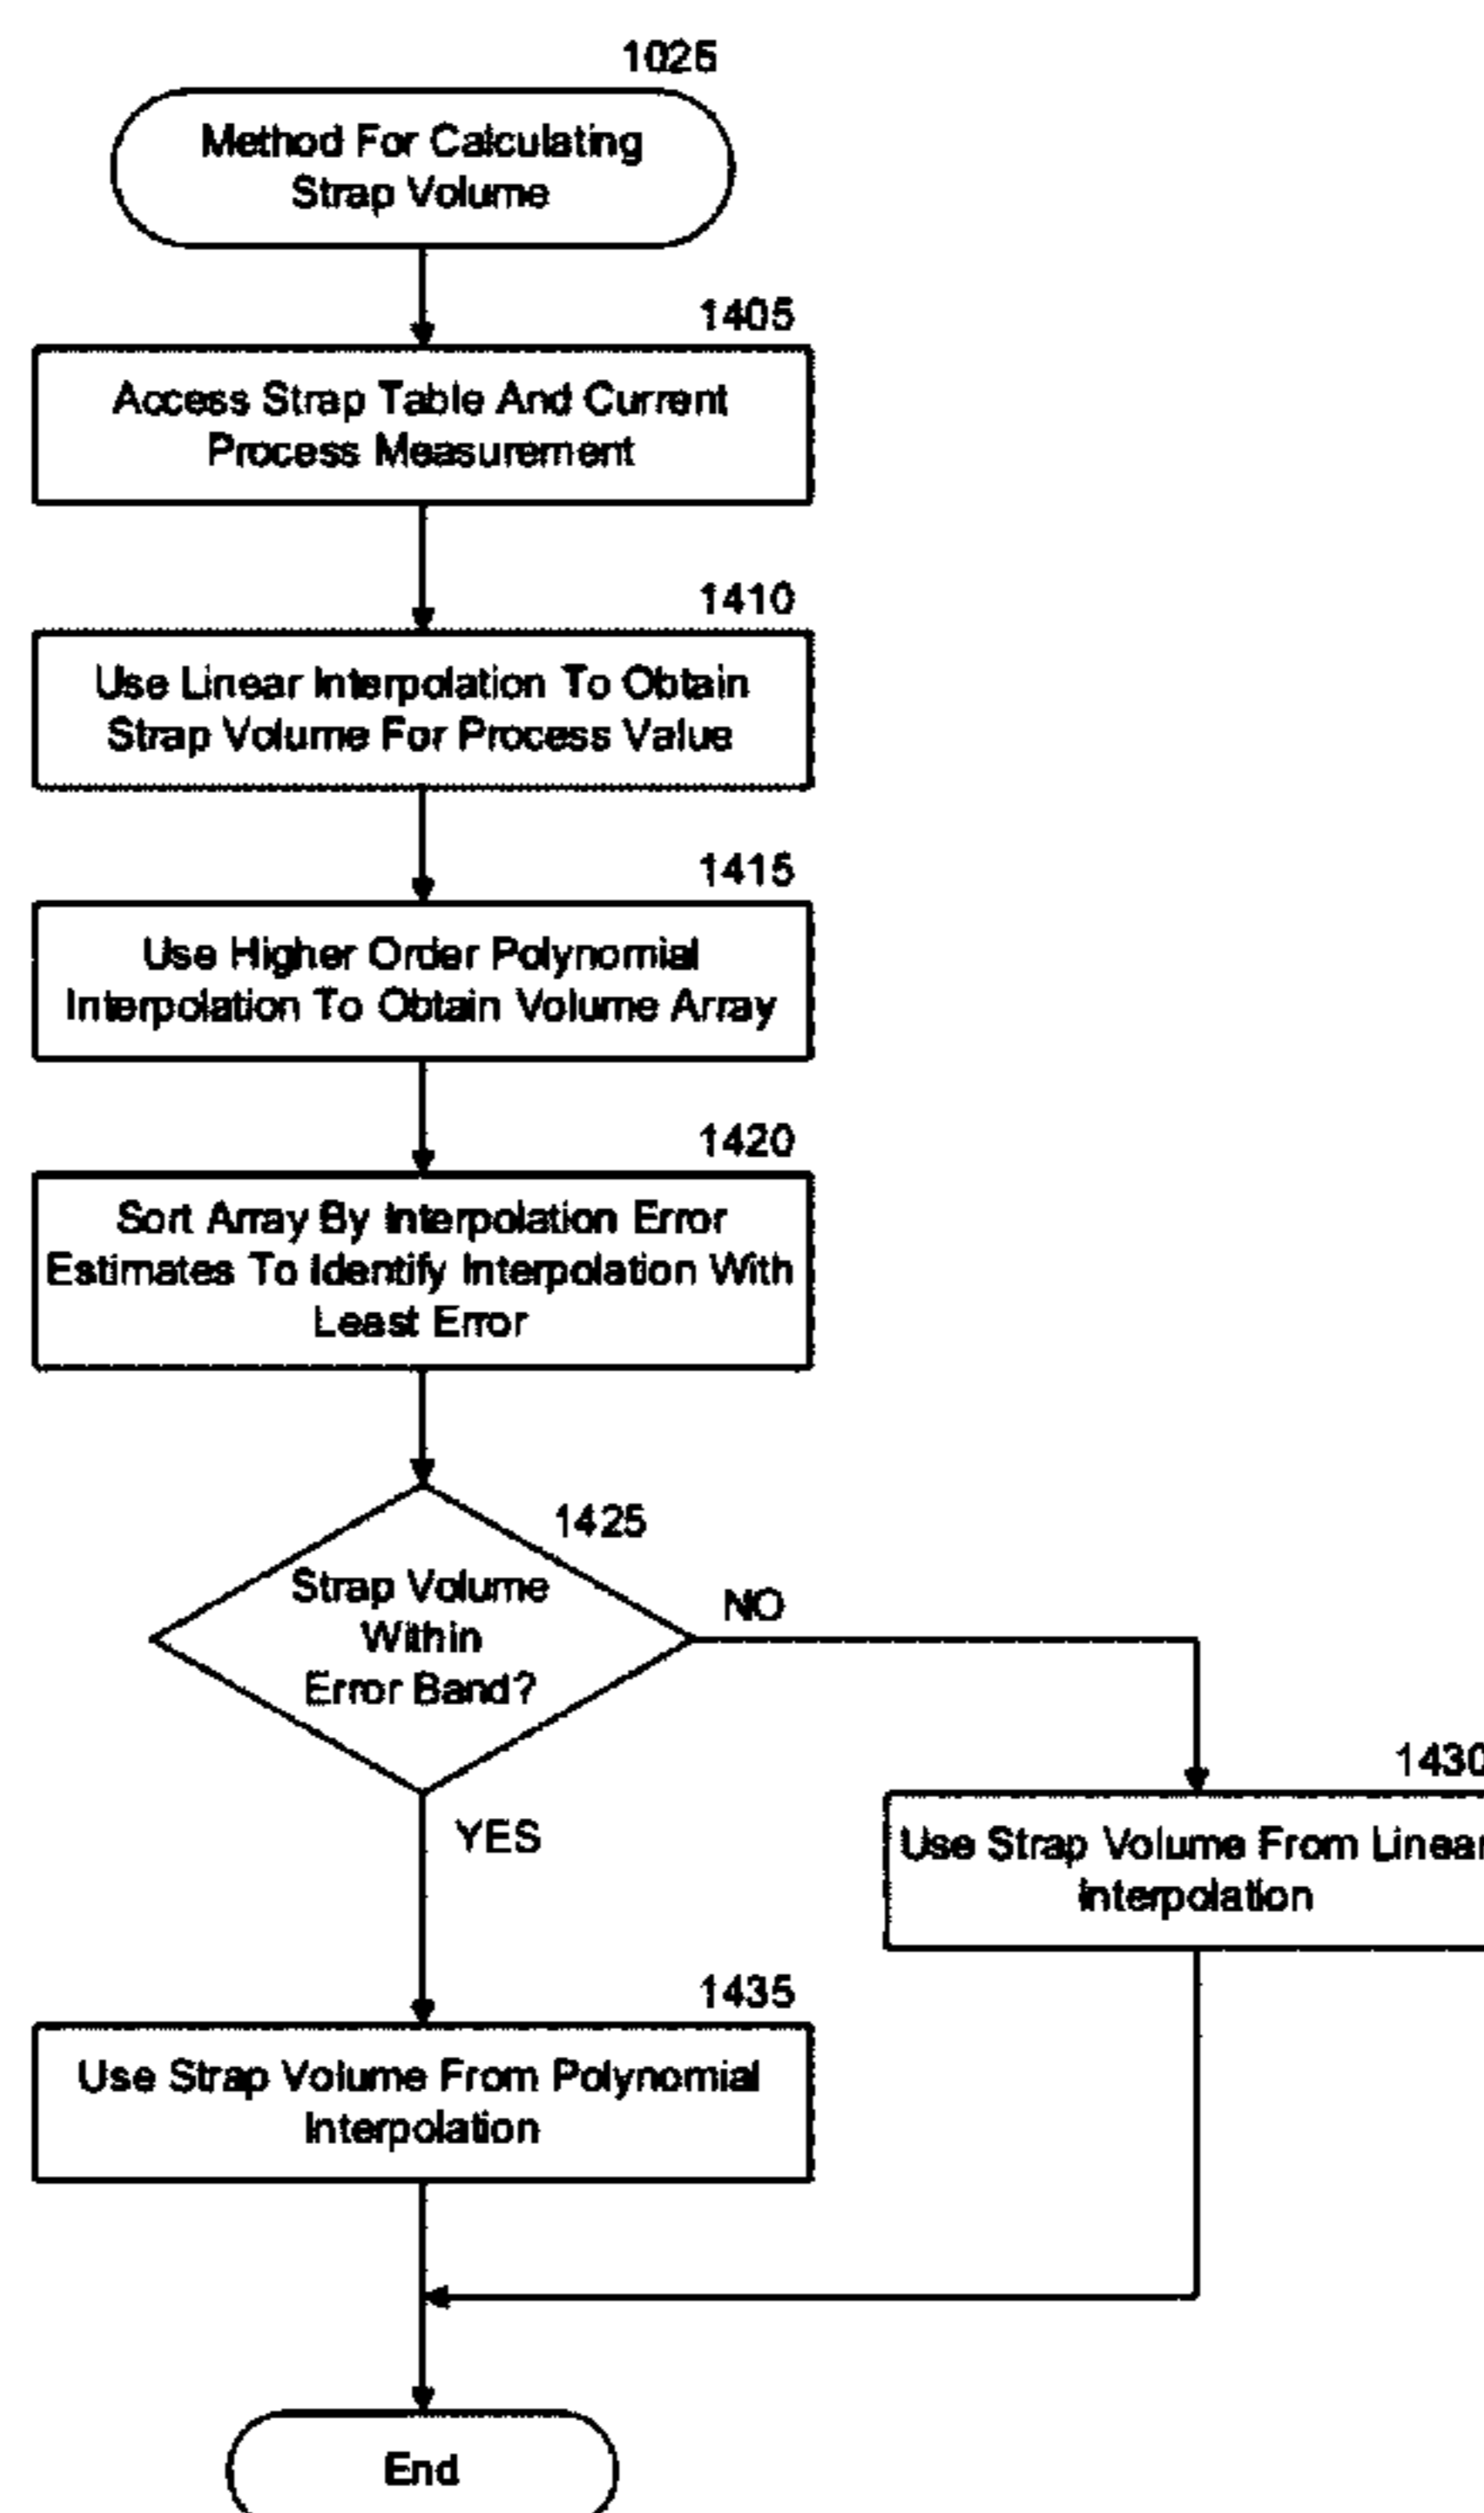 1025
Method For Calculating
Strap Volume
1405
Access Strap Table And Current
Process Measurement
1410
Use Linear Interpolation To Obtain
Strap Volume For Process Value
1415
Use Higher Order Polynomial
Interpolation To Obtain Volume Array
1420
Sort Array By Interpolation Error
Estimates To Identify Interpolation With
Least Error
1425
Strap Volume
Within
Error Band?
NO
YES
1430
Use Strap Volume From Linear
Interpolation
1435
Use Strap Volume From Polynomial
Interpolation
End